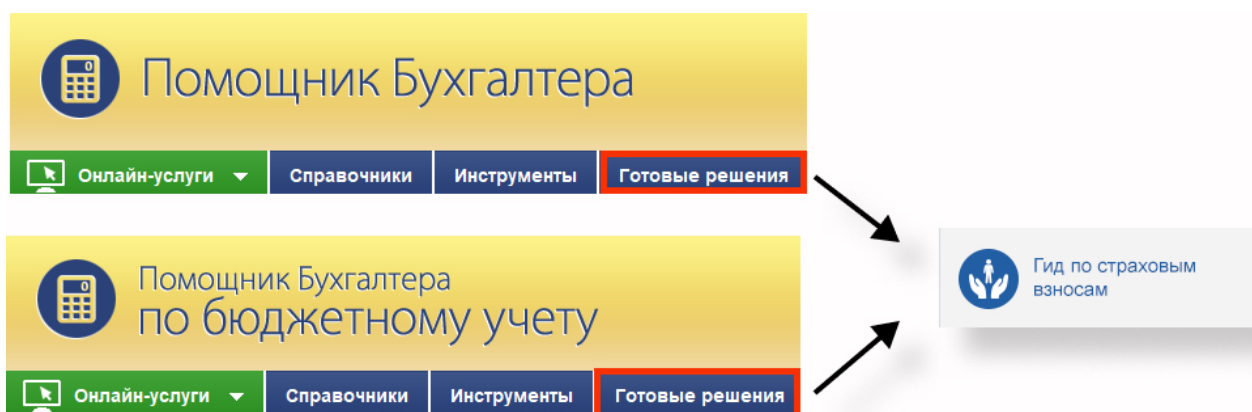 Помощник Бухгалтера
Онлайн-услуги
Справочники
Инструменты
Готовые решения
Помощник Бухгалтера
по бюджетному учету
Онлайн-услуги
Справочники
Инструменты
Готовые решения
Гид по страховым
взносам